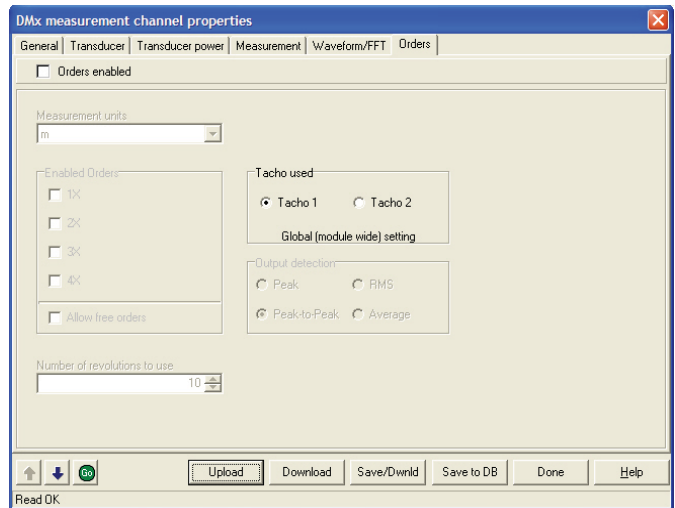 DMx measurement channel properties
General Transducer Transducer power Measurement Waveform/FFT Orders
Orders enabled
Measurement units
m
Enabled Orders
1X
2X
3X
4X
Allow free orders
Tacho used
Tacho 1 Tacho 2
Global (module wide) setting
Output detection
Peak RMS
Peak-to-Peak Average
Number of revolutions to use
10
Go Upload Download Save/Dwnld Save to DB Done Help
Read OK